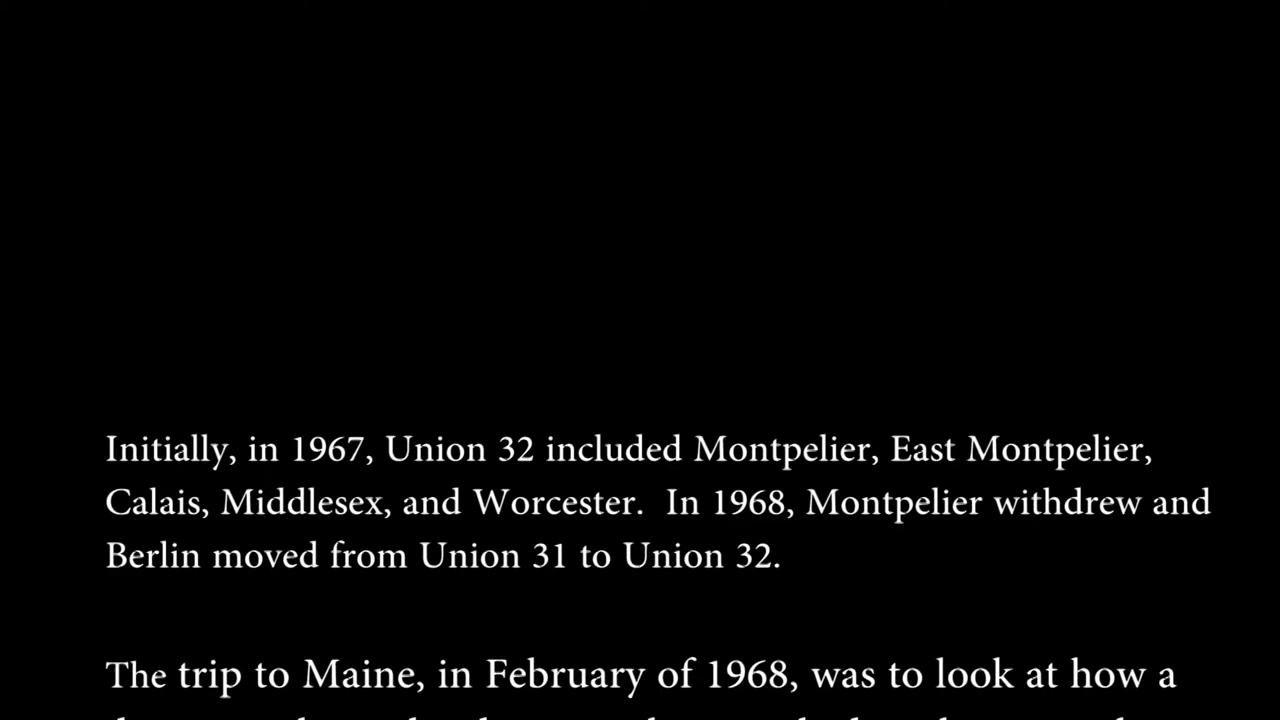 Initially, in 1967, Union 32 included Montpelier, East Montpelier,
Calais, Middlesex, and Worcester.  In 1968, Montpelier withdrew and
Berlin moved from Union 31 to Union 32.
The trip to Maine, in February of 1968, was to look at how a